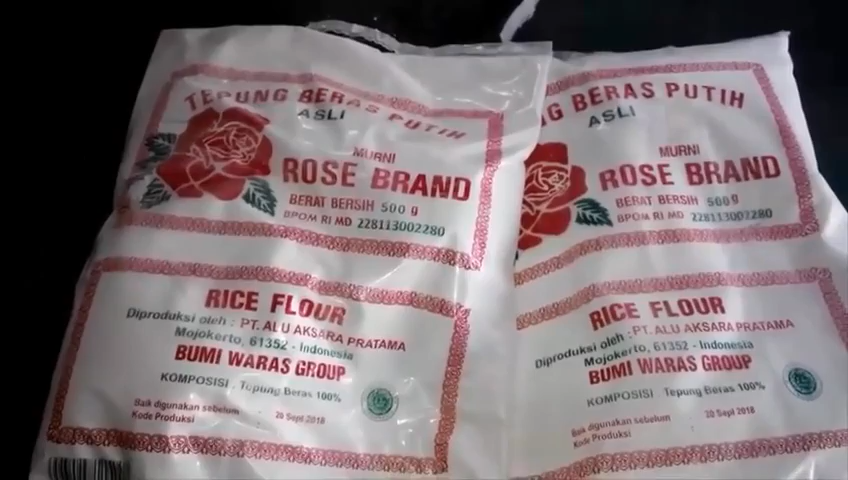 TEPUNG BERAS PUTIH
ASLI
MURNI
ROSE BRAND
BERAT BERSIH 500 g
BPOM RI MD 228113002280
RICE FLOUR
Diproduksi oleh : PT. ALU AKSARA PRATAMA
Mojokerto, 61352 - Indonesia
BUMI WARAS GROUP
KOMPOSISI : Tepung Beras 100%
Baik digunakan sebelum
Kode Produksi : 20 Sept 2018
BERAS PUTIH
ASLI
MURNI
ROSE BRAND
BERAT BERSIH 500 g
BPOM RI MD 228113002280
RICE FLOUR
Diproduksi oleh : PT. ALU AKSARA PRATAMA
Mojokerto, 61352 - Indonesia
BUMI WARAS GROUP
KOMPOSISI : Tepung Beras 100%
Baik digunakan sebelum
Kode Produksi : 20 Sept 2018